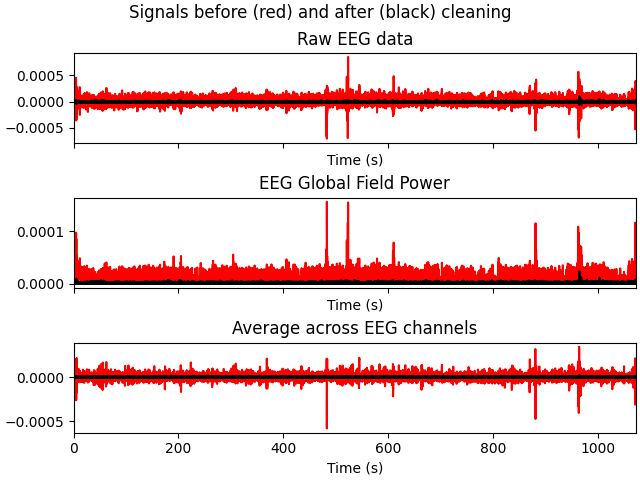 Signals before (red) and after (black) cleaning
Raw EEG data
0.0005
0.0000
−0.0005
Time (s)
EEG Global Field Power
0.0001
0.0000
Time (s)
Average across EEG channels
0.0000
−0.0005
0 200 400 600 800 1000
Time (s)